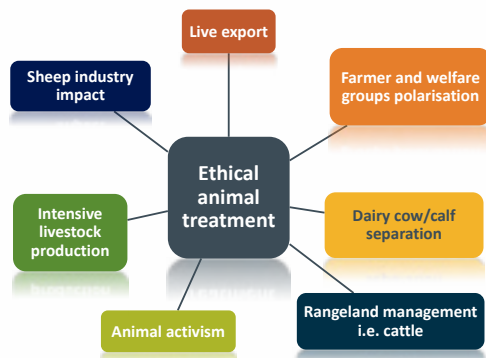 Live export
Sheep industry
impact
Farmer and welfare
groups polarisation
Ethical
animal
treatment
Intensive
livestock
production
Dairy cow/calf
separation
Animal activism
Rangeland management
i.e. cattle